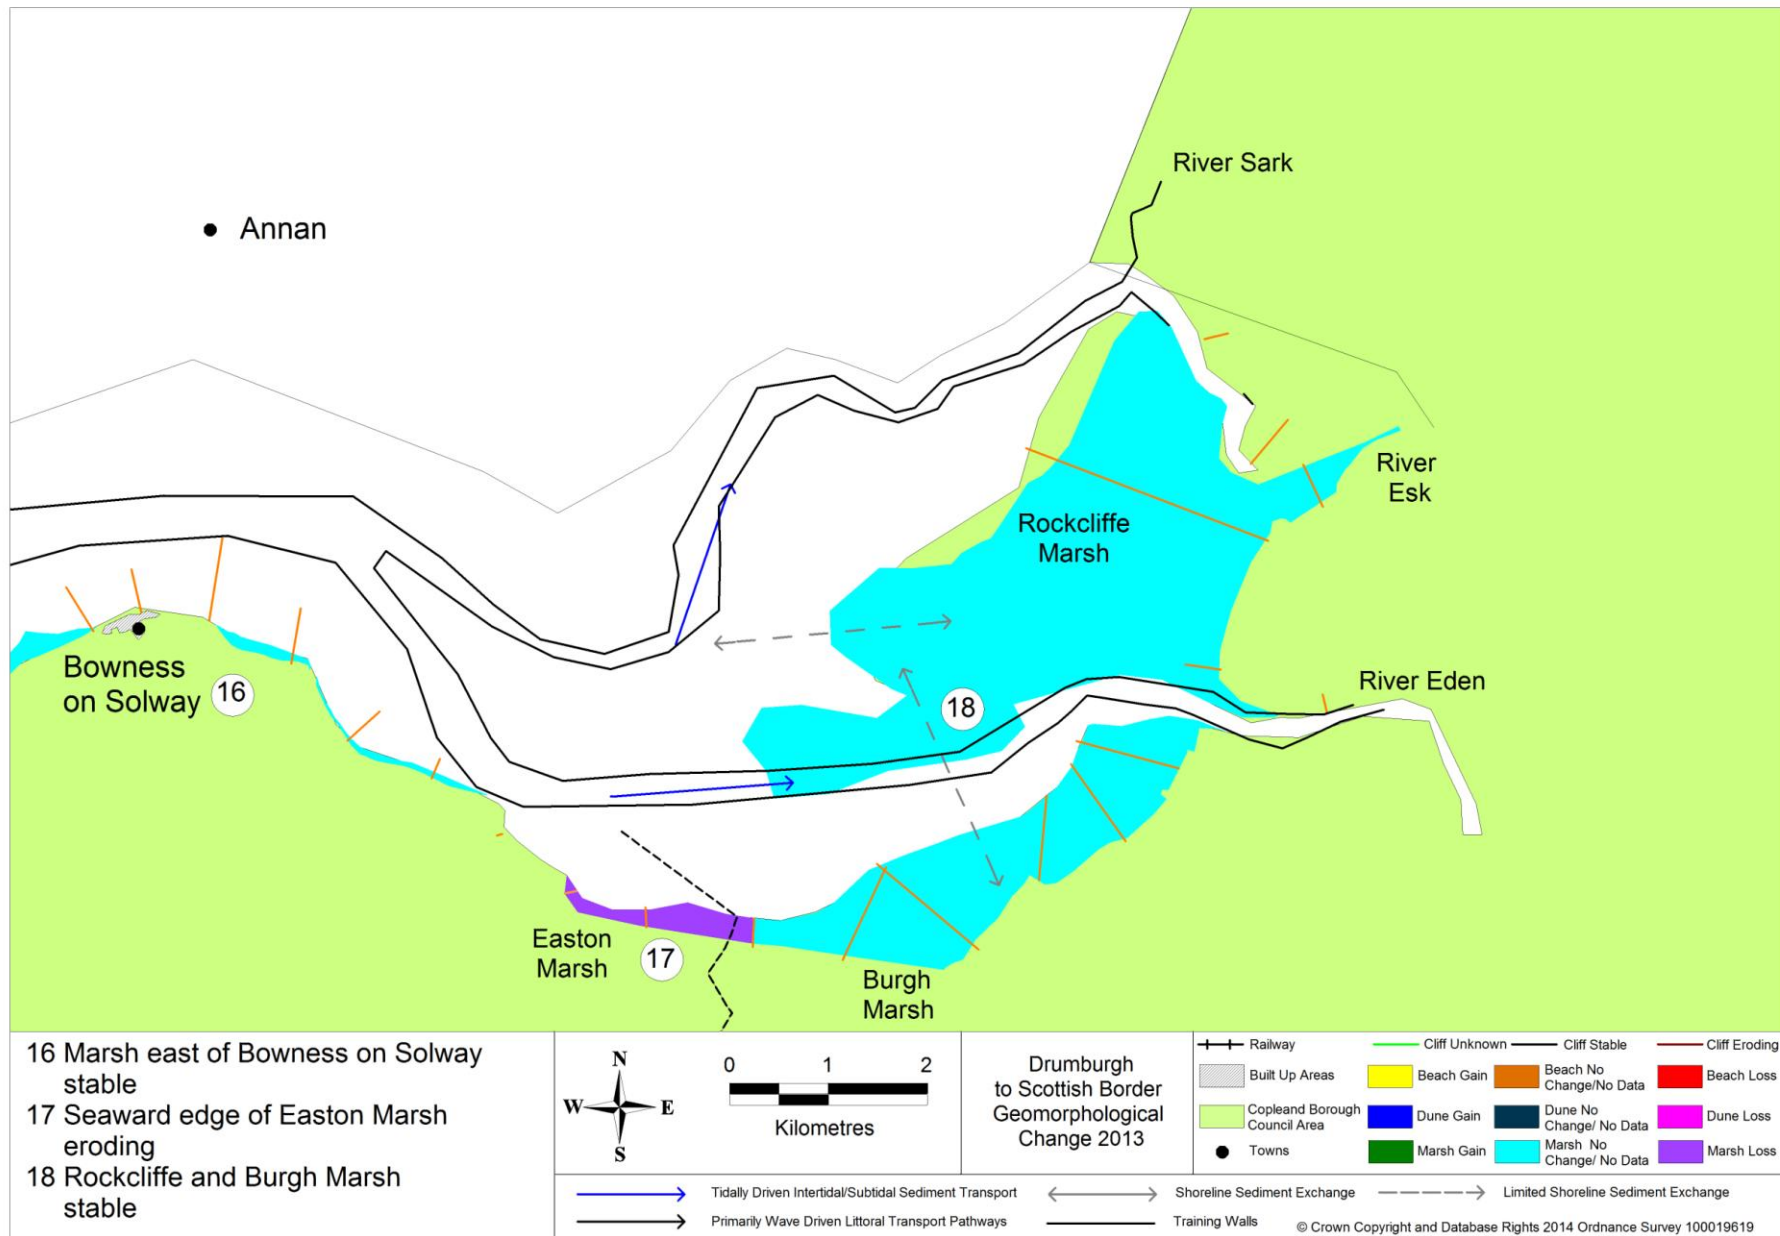 River Sark
Annan
River
Esk
Rockcliffe
Marsh
Bowness
on Solway
16
River Eden
18
Easton
Marsh
17
Burgh
Marsh
16 Marsh east of Bowness on Solway
stable
17 Seaward edge of Easton Marsh
eroding
18 Rockcliffe and Burgh Marsh
stable
N
W E
S
0 1 2
Kilometres
Drumburgh
to Scottish Border
Geomorphological
Change 2013
Railway
Cliff Unknown
Cliff Stable
Cliff Eroding
Built Up Areas
Beach Gain
Beach No
Change/No Data
Beach Loss
Copleand Borough
Council Area
Dune Gain
Dune No
Change/ No Data
Dune Loss
Towns
Marsh Gain
Marsh No
Change/ No Data
Marsh Loss
Tidally Driven Intertidal/Subtidal Sediment Transport
Shoreline Sediment Exchange
Limited Shoreline Sediment Exchange
Primarily Wave Driven Littoral Transport Pathways
Training Walls
© Crown Copyright and Database Rights 2014 Ordnance Survey 100019619